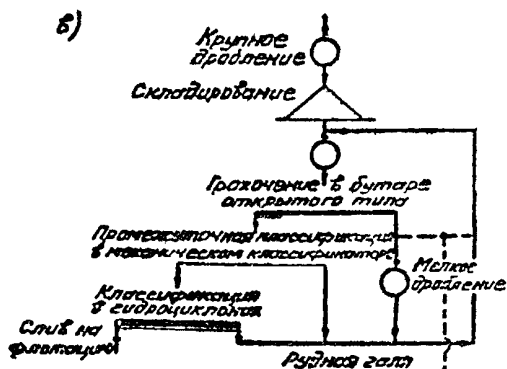 в)
Крупное
дробление
Складирование
Грохочение в бутаре
открытого типа
Промежуточная классификация
в механическом классификаторе
Мелкое
дробление
Классификация
в гидроциклонах
Слив на
флотацию
Рудная галя